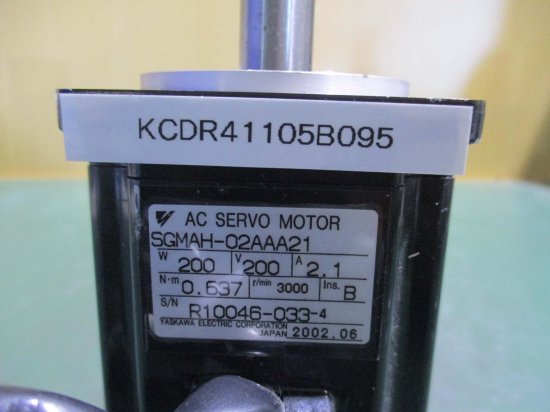 KCDR41105B095
AC SERVO MOTOR
SGMAH-02AAA21
W 200 V 200 A 2.1
N·m 0.637 r/min 3000 Ins. B
S/N R10046-033-4
YASKAWA ELECTRIC CORPORATION
JAPAN 2002.06